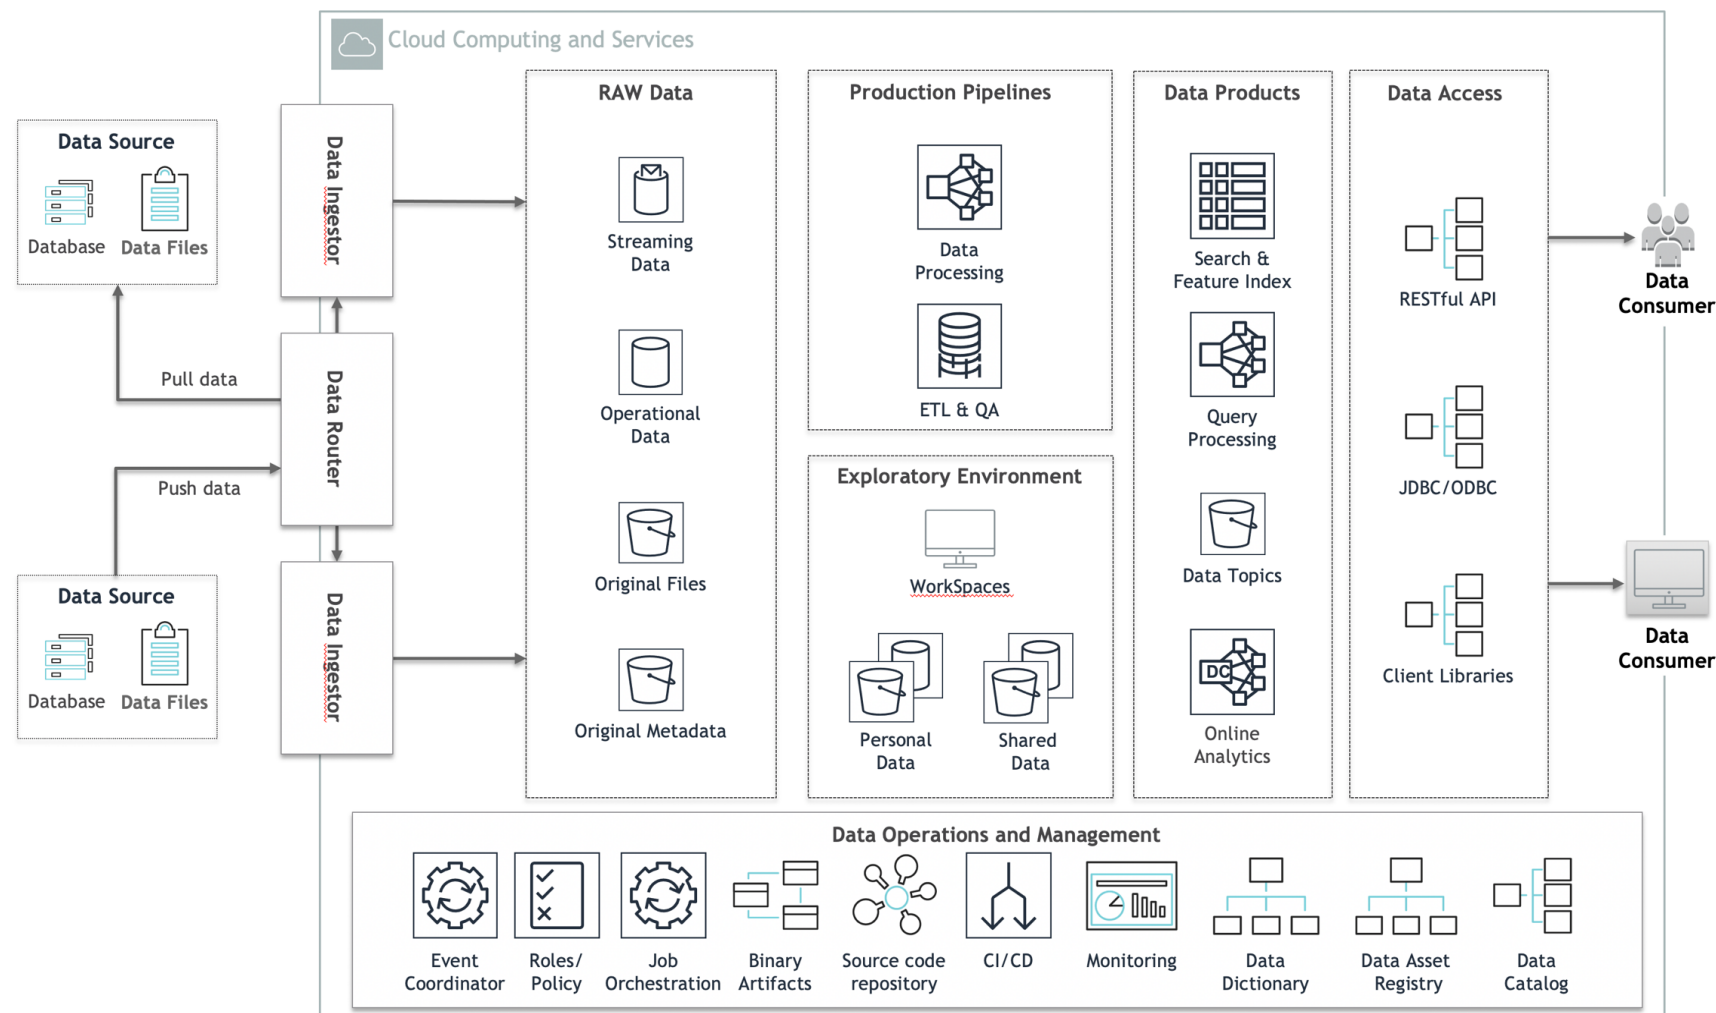 Cloud Computing and Services
Data Source
Database
Data Files
Pull data
Push data
Data Source
Database
Data Files
Data Ingestor
Data Router
Data Ingestor
RAW Data
Streaming
Data
Operational
Data
Original Files
Original Metadata
Production Pipelines
Data
Processing
ETL & QA
Exploratory Environment
WorkSpaces
Personal
Data
Shared
Data
Data Products
Search &
Feature Index
Query
Processing
Data Topics
DC
Online
Analytics
Data Access
RESTful API
JDBC/ODBC
Client Libraries
Data
Consumer
Data
Consumer
Data Operations and Management
Event
Coordinator
Roles/
Policy
Job
Orchestration
Binary
Artifacts
Source code
repository
CI/CD
Monitoring
Data
Dictionary
Data Asset
Registry
Data
Catalog